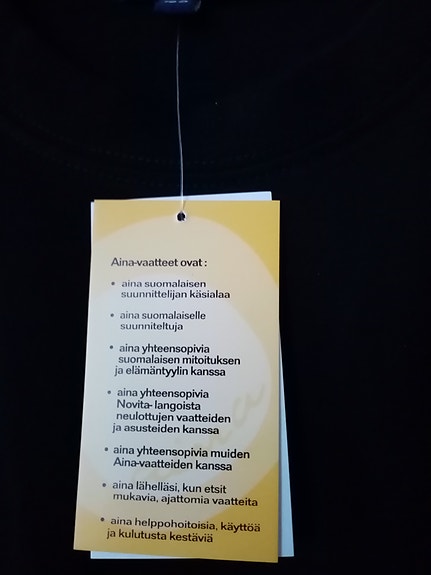 Aina-vaatteet ovat :
• aina suomalaisen
suunnittelijan käsialaa
• aina suomalaiselle
suunniteltuja
• aina yhteensopivia
suomalaisen mitoituksen
ja elämäntyylin kanssa
• aina yhteensopivia
Novita- langoista
neulottujen vaatteiden
ja asusteiden kanssa
• aina yhteensopivia muiden
Aina-vaatteiden kanssa
• aina lähelläsi, kun etsit
mukavia, ajattomia vaatteita
• aina helppohoitoisia, käyttöä
ja kulutusta kestäviä